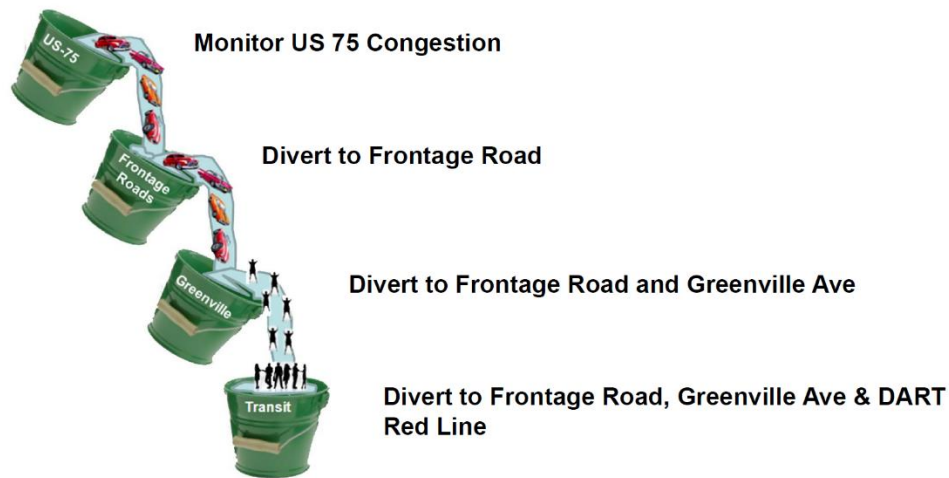 US-75
Monitor US 75 Congestion
Frontage
Roads
Divert to Frontage Road
Greenville
Divert to Frontage Road and Greenville Ave
Transit
Divert to Frontage Road, Greenville Ave & DART
Red Line